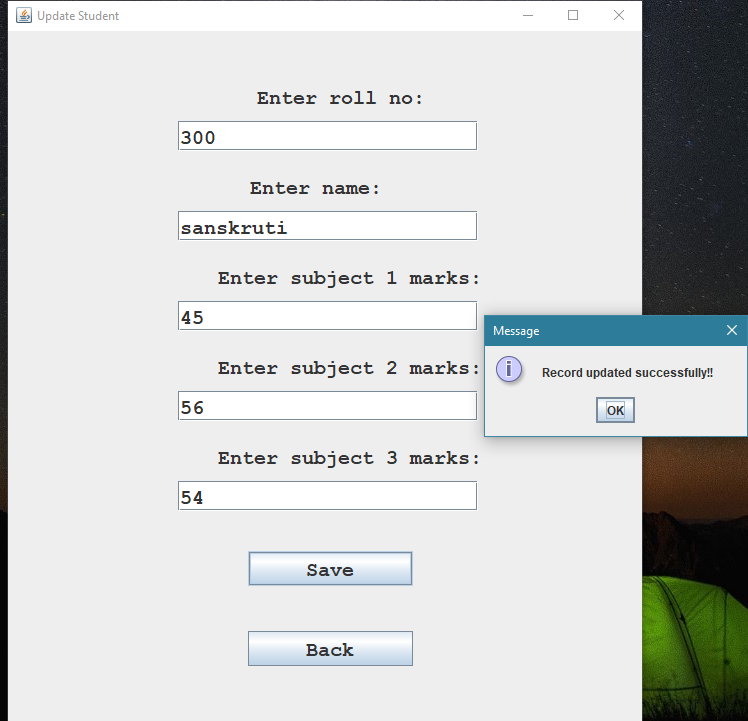 Update Student
Enter roll no:
300
Enter name:
sanskruti
Enter subject 1 marks:
45
Enter subject 2 marks:
56
Enter subject 3 marks:
54
Save
Back
Message
i
Record updated successfully!!
OK